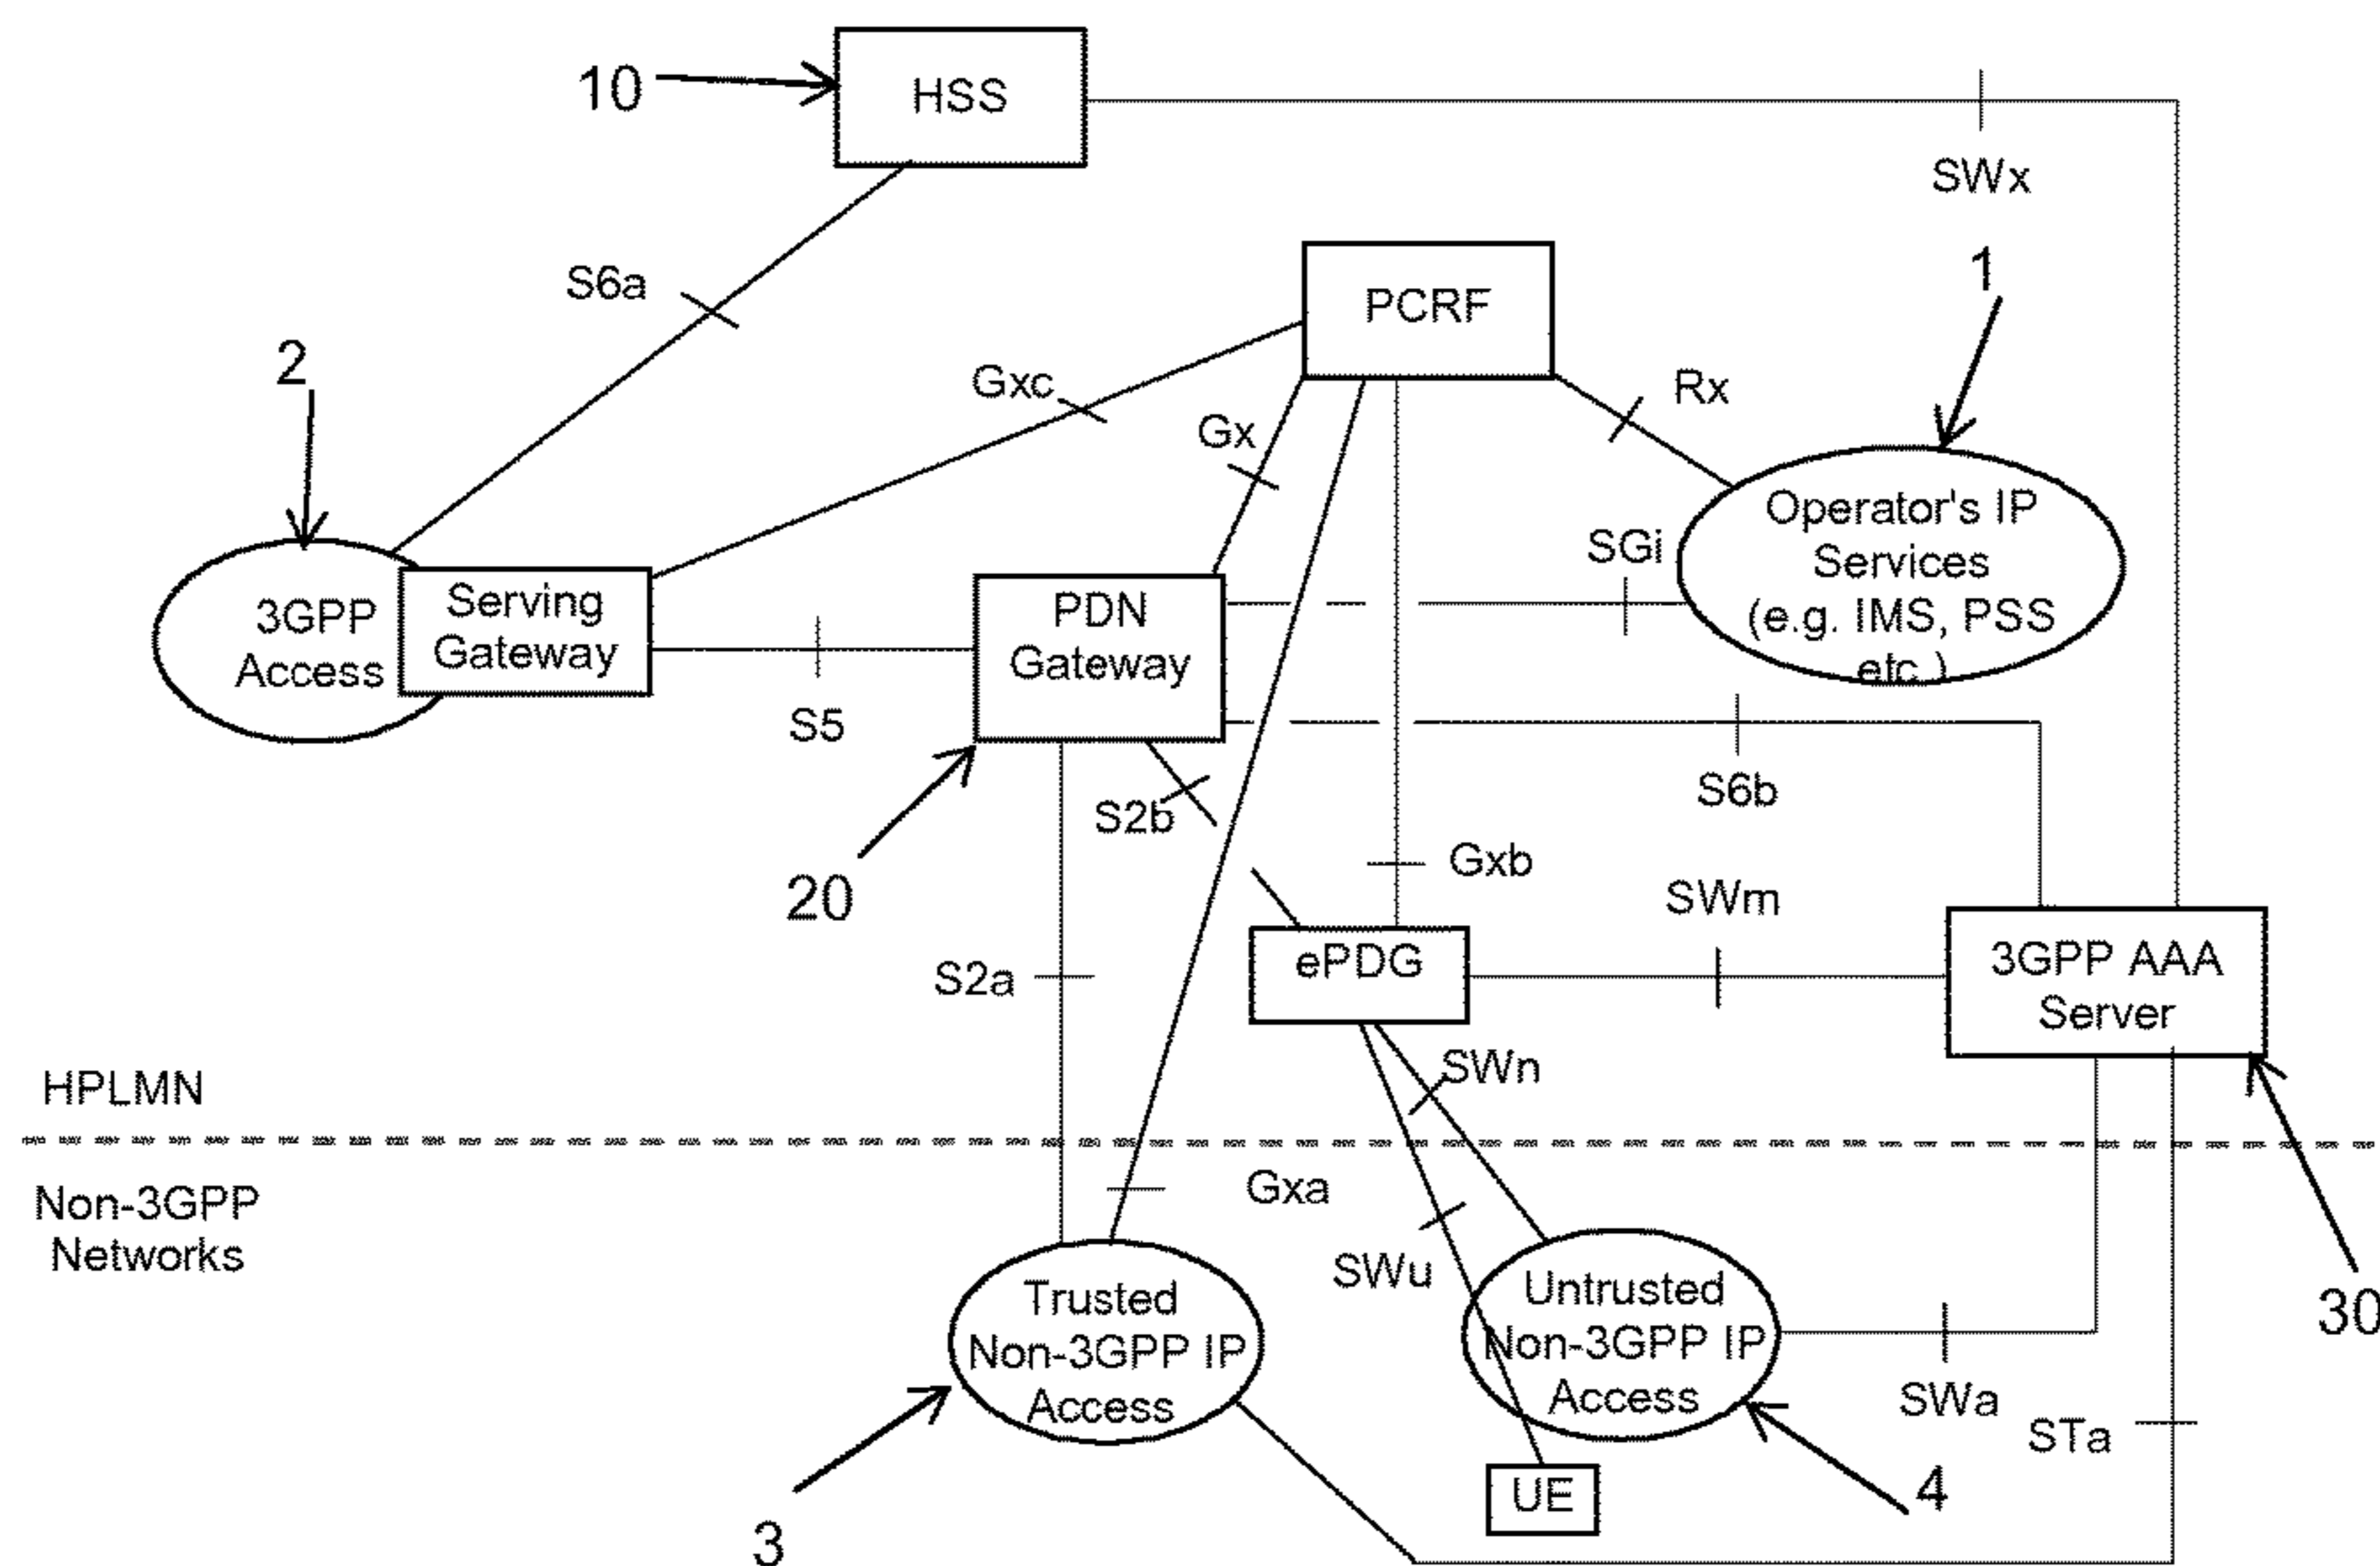 10
HSS
SWx
S6a
PCRF
1
2
Gxc
Rx
Gx
Operator's IP
Services
(e.g. IMS, PSS
etc.)
SGi
3GPP
Access
Serving
Gateway
PDN
Gateway
S5
S6b
S2b
20
Gxb
SWm
S2a
ePDG
3GPP AAA
Server
SWn
HPLMN
Non-3GPP
Networks
Gxa
SWu
Trusted
Non-3GPP IP
Access
Untrusted
Non-3GPP IP
Access
30
SWa
STa
3
UE
4